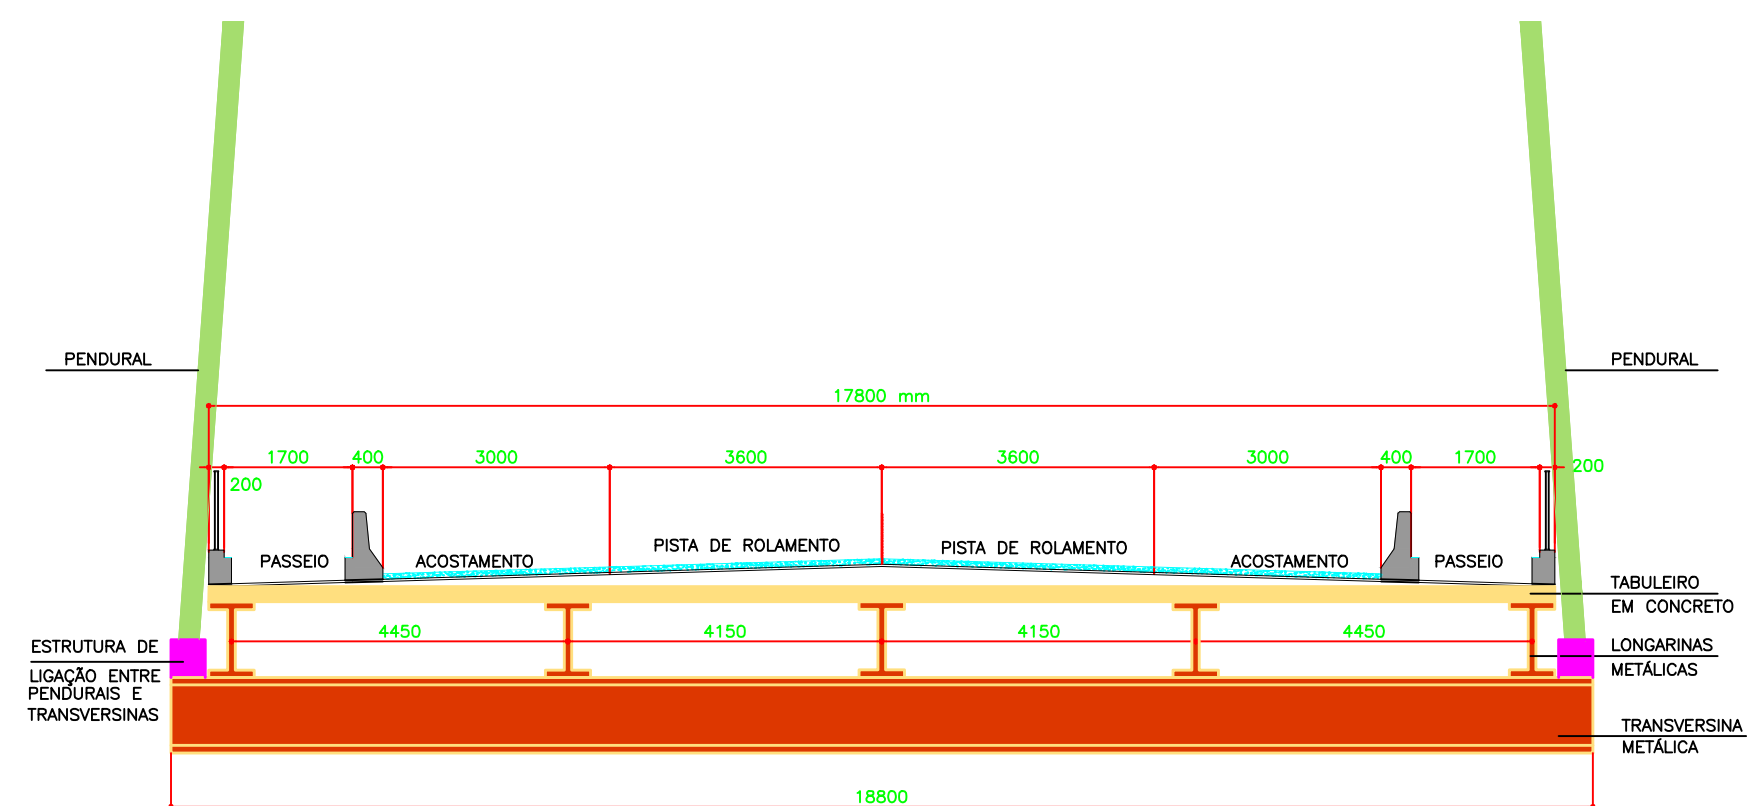 PENDURAL
PENDURAL
17800 mm
1700 400 3000 3600 3600 3000 400 1700 200
200
PASSEIO ACOSTAMENTO PISTA DE ROLAMENTO PISTA DE ROLAMENTO ACOSTAMENTO PASSEIO
TABULEIRO
EM CONCRETO
4450 4150 4150 4450
ESTRUTURA DE
LIGAÇÃO ENTRE
PENDURAIS E
TRANSVERSINAS
LONGARINAS
METÁLICAS
TRANSVERSINA
METÁLICA
18800